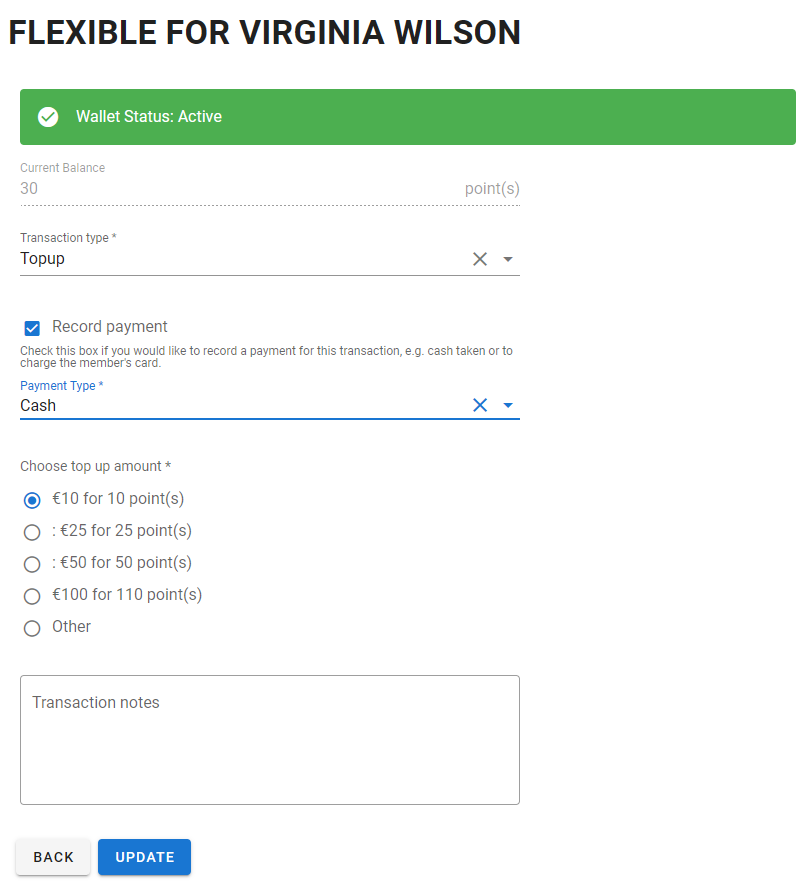 FLEXIBLE FOR VIRGINIA WILSON
Wallet Status: Active
Current Balance
30 point(s)
Transaction type *
Topup
Record payment
Check this box if you would like to record a payment for this transaction, e.g. cash taken or to
charge the member's card.
Payment Type *
Cash
Choose top up amount *
€10 for 10 point(s)
: €25 for 25 point(s)
: €50 for 50 point(s)
€100 for 110 point(s)
Other
Transaction notes
BACK UPDATE